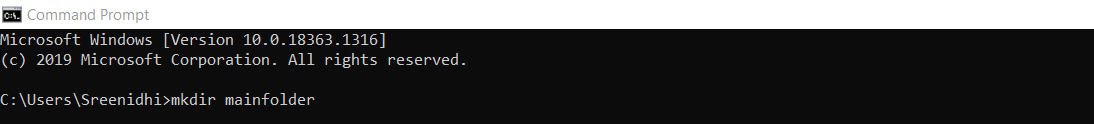 Command Prompt
Microsoft Windows [Version 10.0.18363.1316]
(c) 2019 Microsoft Corporation. All rights reserved.
C:\Users\Sreenidhi>mkdir mainfolder